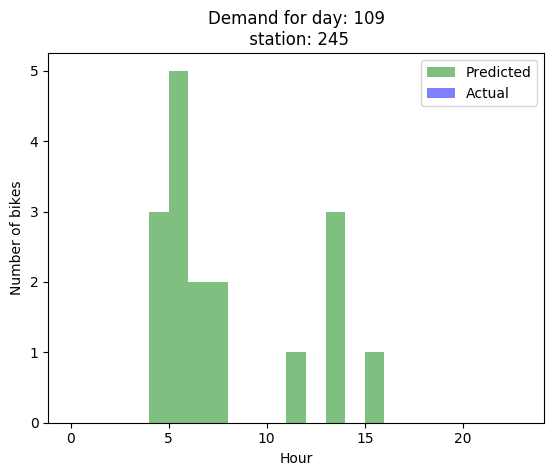 Demand for day: 109
station: 245
Predicted
Actual
Number of bikes
5
4
3
2
1
0
0 5 10 15 20
Hour